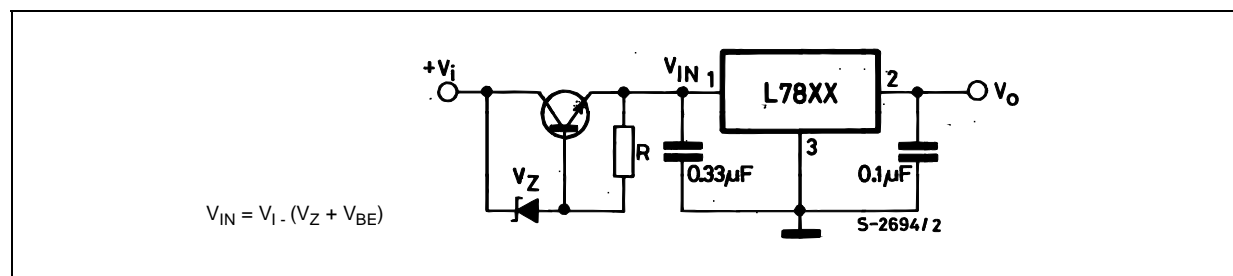 +Vi
VIN
1
L78XX
2
Vo
3
R
0.33µF
0.1µF
VZ
VIN = VI - (VZ + VBE)
S-2694/2